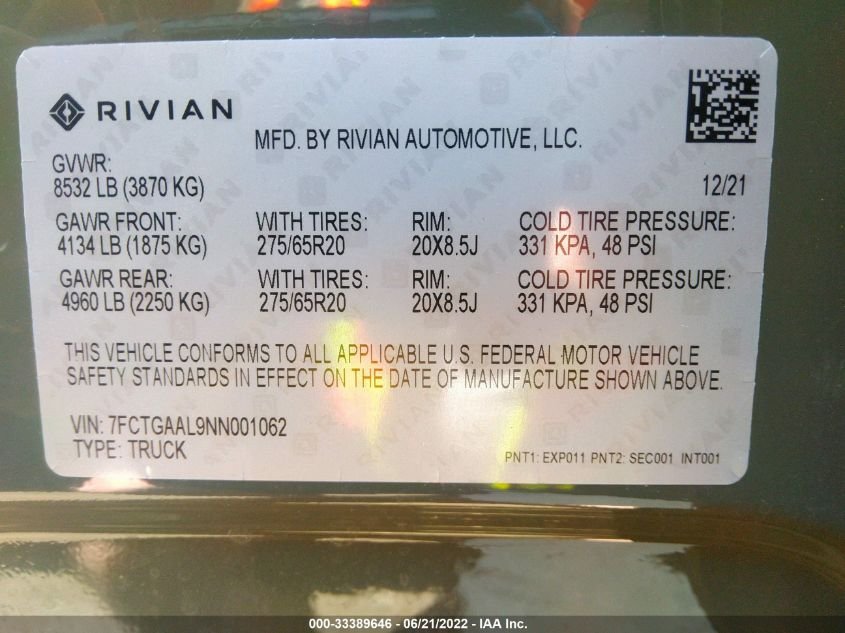 RIVIAN
MFD. BY RIVIAN AUTOMOTIVE, LLC.
GVWR:
8532 LB (3870 KG)
12/21
GAWR FRONT: WITH TIRES: RIM: COLD TIRE PRESSURE:
4134 LB (1875 KG) 275/65R20 20X8.5J 331 KPA, 48 PSI
GAWR REAR: WITH TIRES: RIM: COLD TIRE PRESSURE:
4960 LB (2250 KG) 275/65R20 20X8.5J 331 KPA, 48 PSI
THIS VEHICLE CONFORMS TO ALL APPLICABLE U.S. FEDERAL MOTOR VEHICLE
SAFETY STANDARDS IN EFFECT ON THE DATE OF MANUFACTURE SHOWN ABOVE.
VIN: 7FCTGAAL9NN001062
TYPE: TRUCK
PNT1: EXP011 PNT2: SEC001 INT001
000-33389646 - 06/21/2022 - IAA Inc.